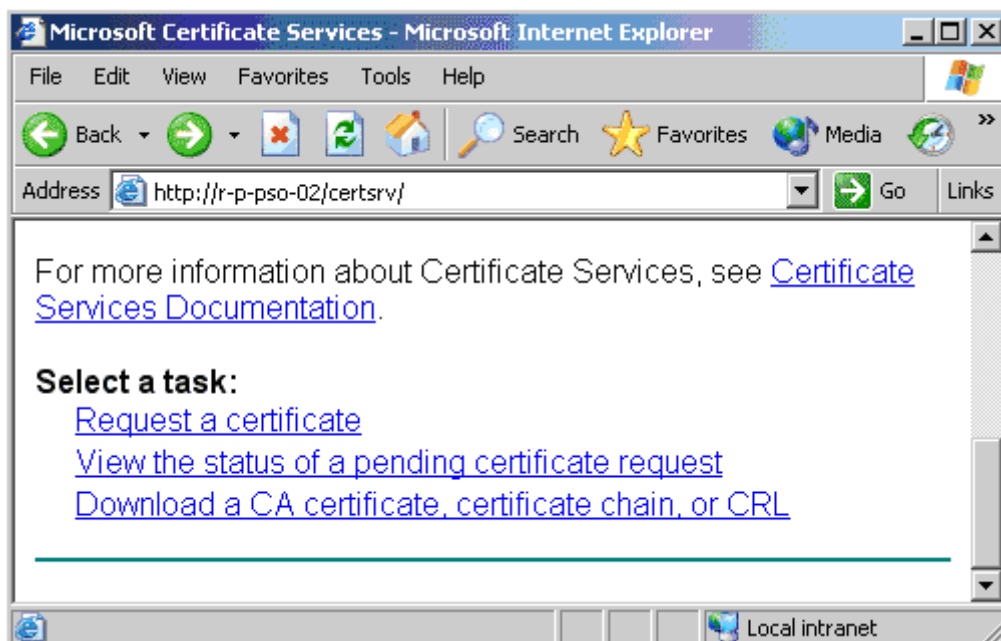 Microsoft Certificate Services - Microsoft Internet Explorer
File Edit View Favorites Tools Help
Back Search Favorites Media »
Address http://r-p-pso-02/certsrv/ Go Links
For more information about Certificate Services, see Certificate
Services Documentation.
Select a task:
Request a certificate
View the status of a pending certificate request
Download a CA certificate, certificate chain, or CRL
Local intranet